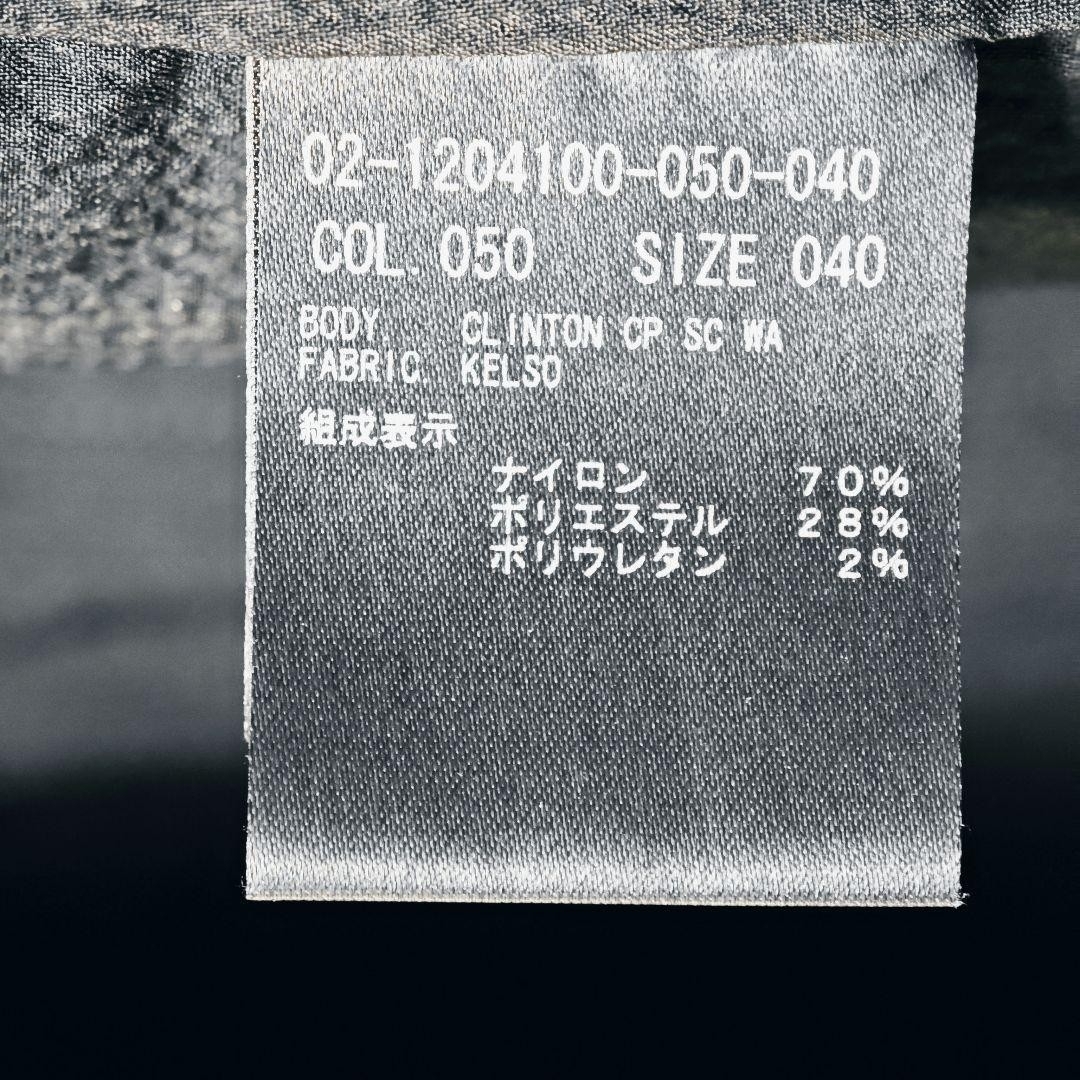 02-1204100-050-040
COL. 050 SIZE 040
BODY. CLINTON CP SC WA
FABRIC. KELSO
組成表示
ナイロン 70%
ポリエステル 28%
ポリウレタン 2%